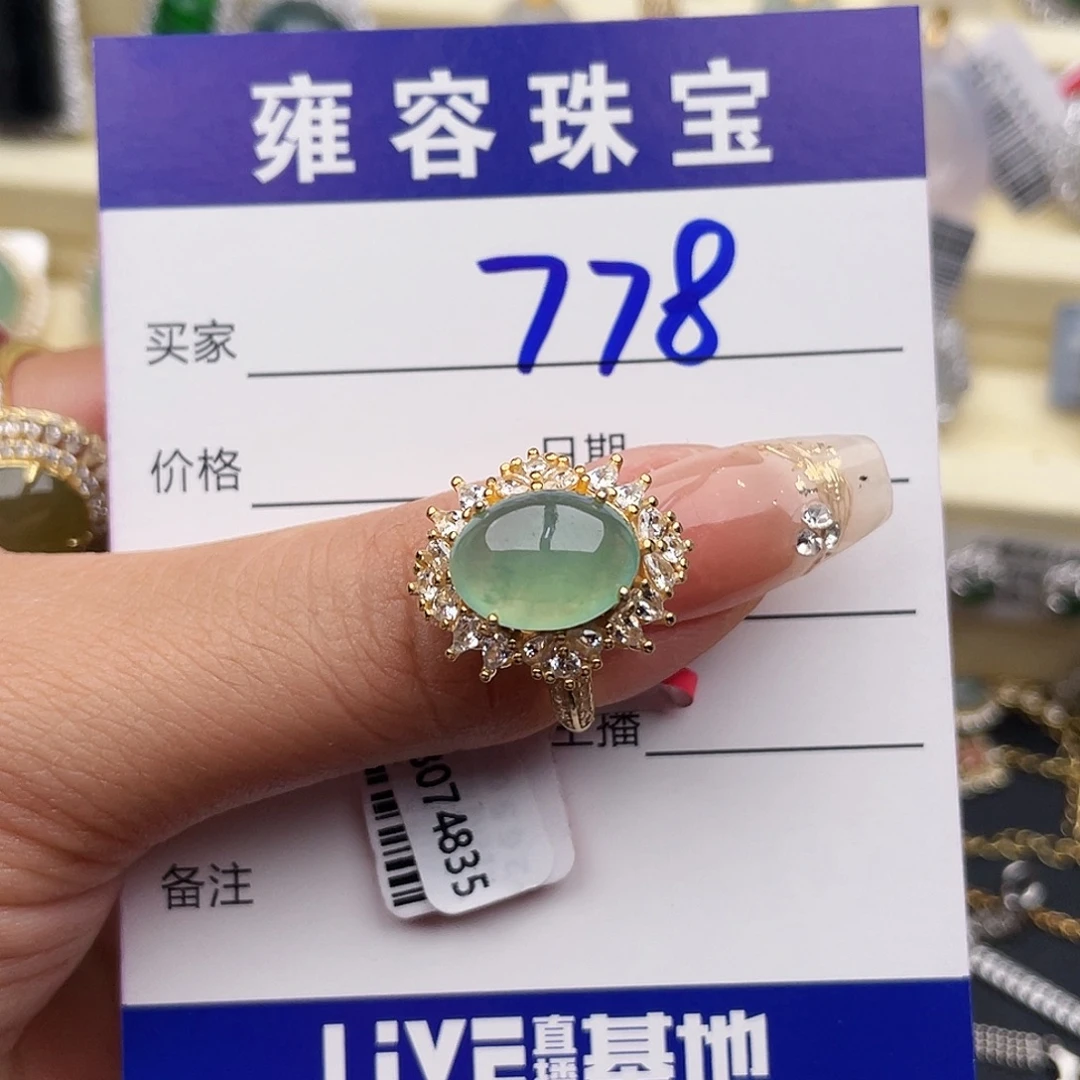 雍容珠宝
买家 778
价格 日期
主播
074835
备注
LIVE直播基地